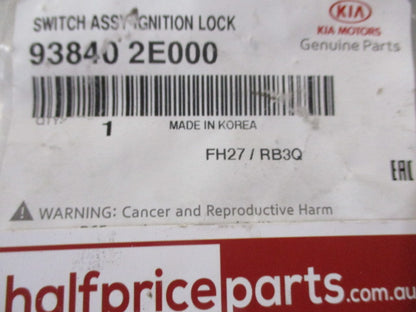 SWITCH ASSY-IGNITION LOCK
93840 2E000
KIA
KIA MOTORS
Genuine Parts
QTY:
1
MADE IN KOREA
FH27 / RB3Q
EAC
WARNING: Cancer and Reproductive Harm
halfpriceparts.com.au